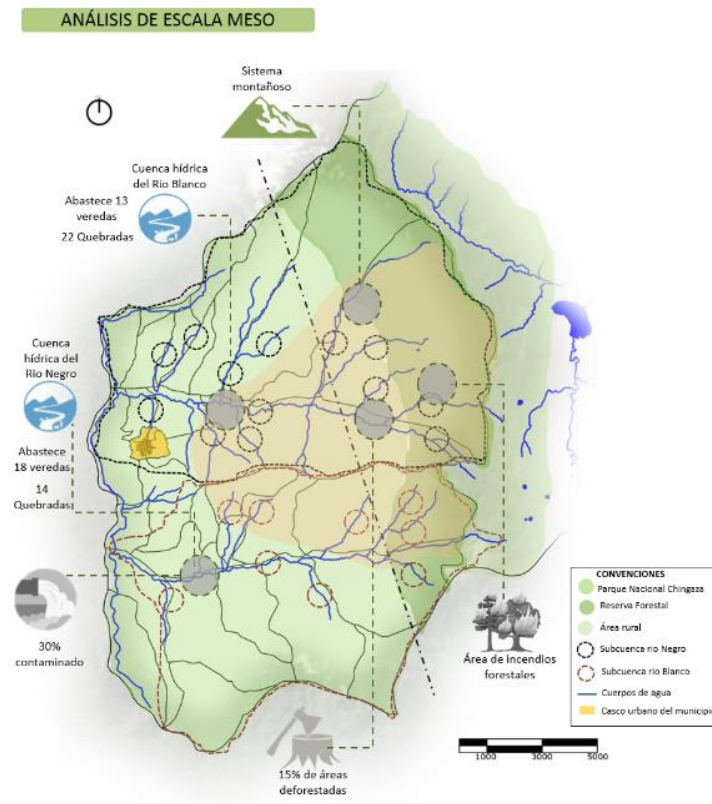 ANÁLISIS DE ESCALA MESO
Sistema
montañoso
Cuenca hídrica
del Río Blanco
Abastece 13
veredas
22 Quebradas
Cuenca
hídrica del
Río Negro
Abastece
18 veredas
14
Quebradas
30%
contaminado
Área de incendios
forestales
15% de áreas
deforestadas
CONVENCIONES
Parque Nacional Chingaza
Reserva Forestal
Área rural
Subcuenca rio Negro
Subcuenca rio Blanco
Cuerpos de agua
Casco urbano del municipio
1000 3000 5000